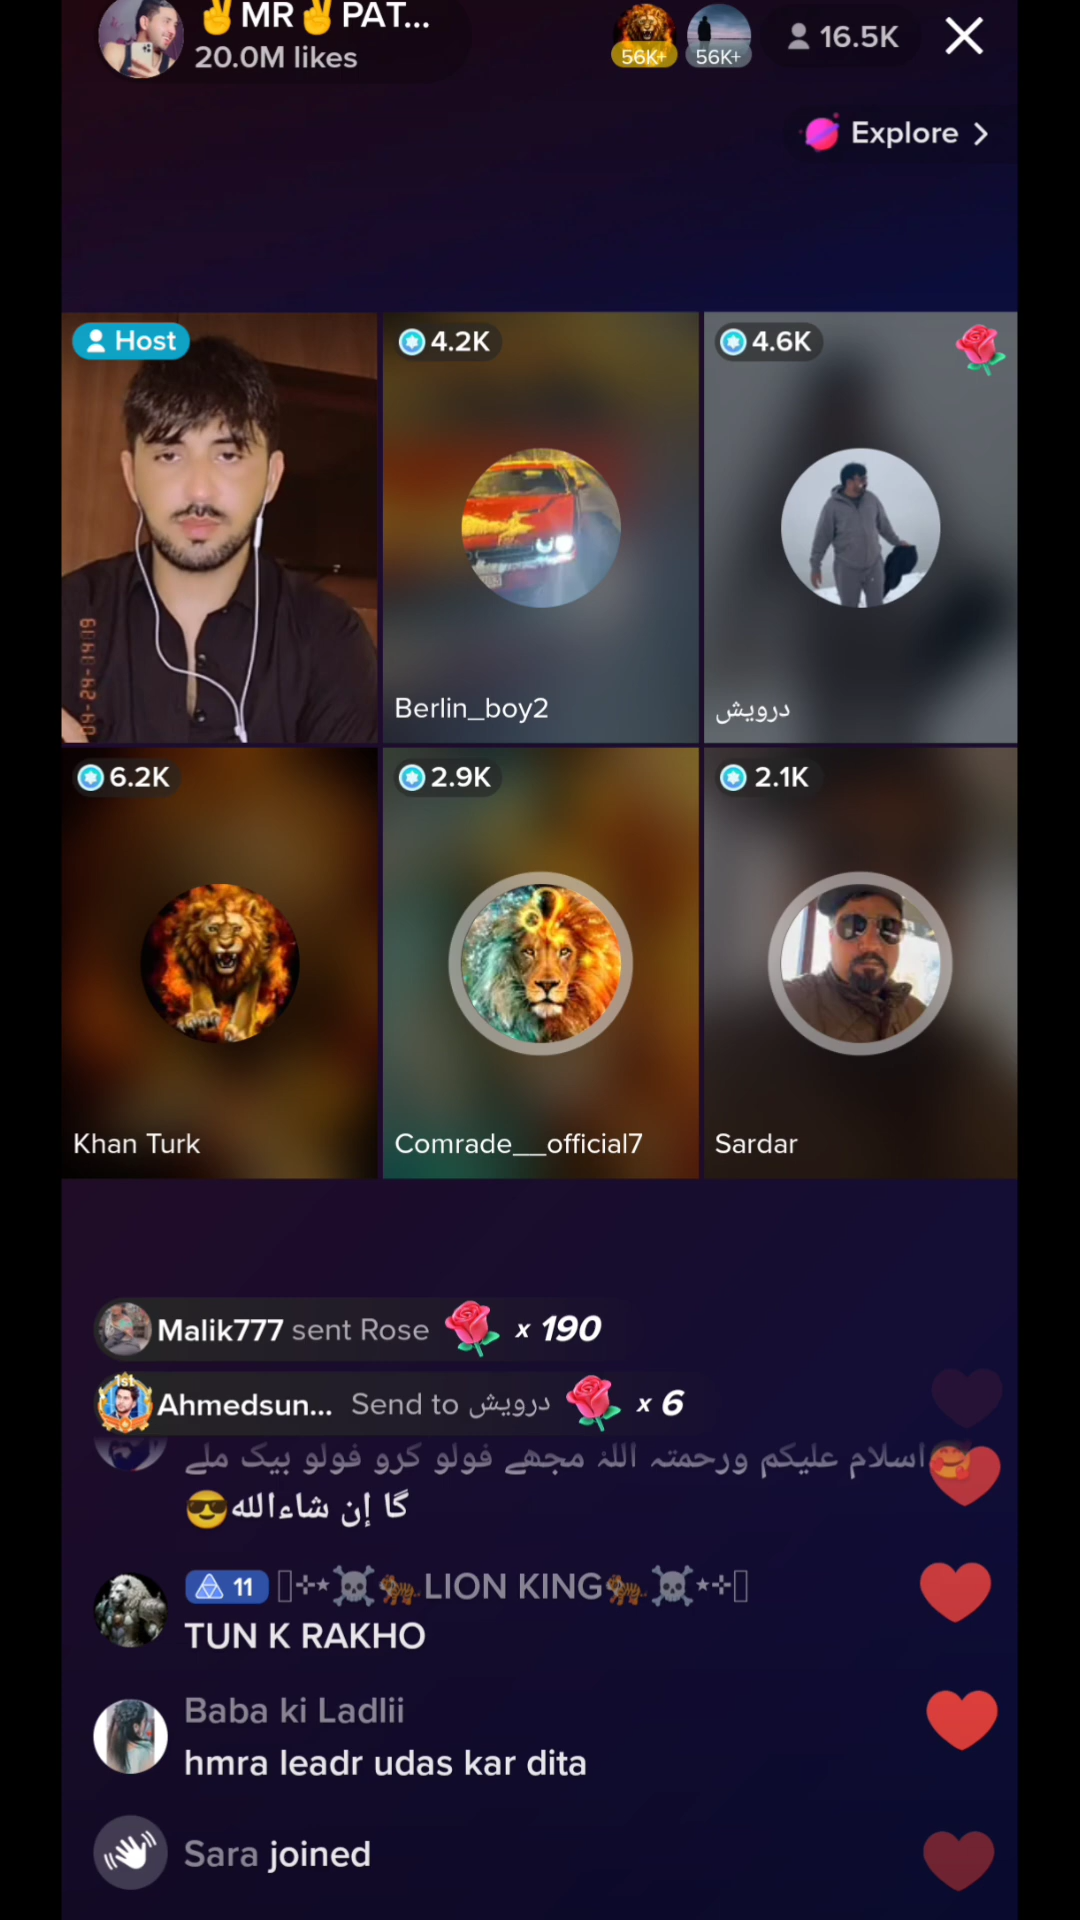 ✌️MR✌️PAT...
20.0M likes
56K+
56K+
16.5K
Explore >
Host
4.2K
4.6K
Berlin_boy2
درویش
6.2K
2.9K
2.1K
Khan Turk
Comrade__official7
Sardar
Malik777 sent Rose x 190
Ahmedsun... Send to درویش x 6
اسلام علیکم ورحمتہ اللہٰ مجھے فولو کرو فولو بیک ملے
گا إن شاءالله😎
11 ⊹⋆☠️🐅LION KING🐅☠️⋆⊹
TUN K RAKHO
Baba ki Ladlii
hmra leadr udas kar dita
Sara joined